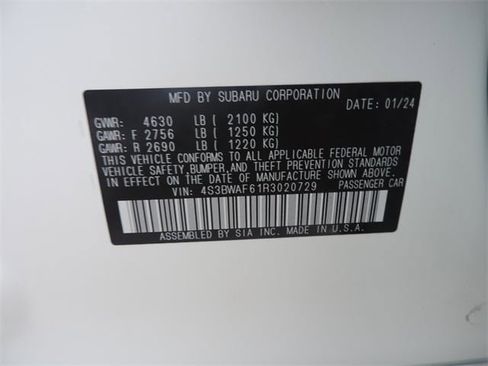 MFD BY SUBARU CORPORATION
DATE: 01/24
GVWR: 4630 LB ( 2100 KG)
GAWR: F 2756 LB ( 1250 KG)
GAWR: R 2690 LB ( 1220 KG)
THIS VEHICLE CONFORMS TO ALL APPLICABLE FEDERAL MOTOR
VEHICLE SAFETY,BUMPER,AND THEFT PREVENTION STANDARDS
IN EFFECT ON THE DATE OF MANUFACTURE SHOWN ABOVE.
VIN: 4S3BWAF61R3020729 PASSENGER CAR
ASSEMBLED BY SIA INC. MADE IN U.S.A.